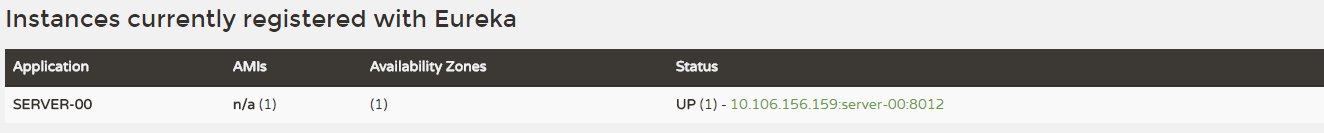 Instances currently registered with Eureka
Application AMIs Availability Zones Status
SERVER-00 n/a (1) (1) UP (1) - 10.106.156.159:server-00:8012